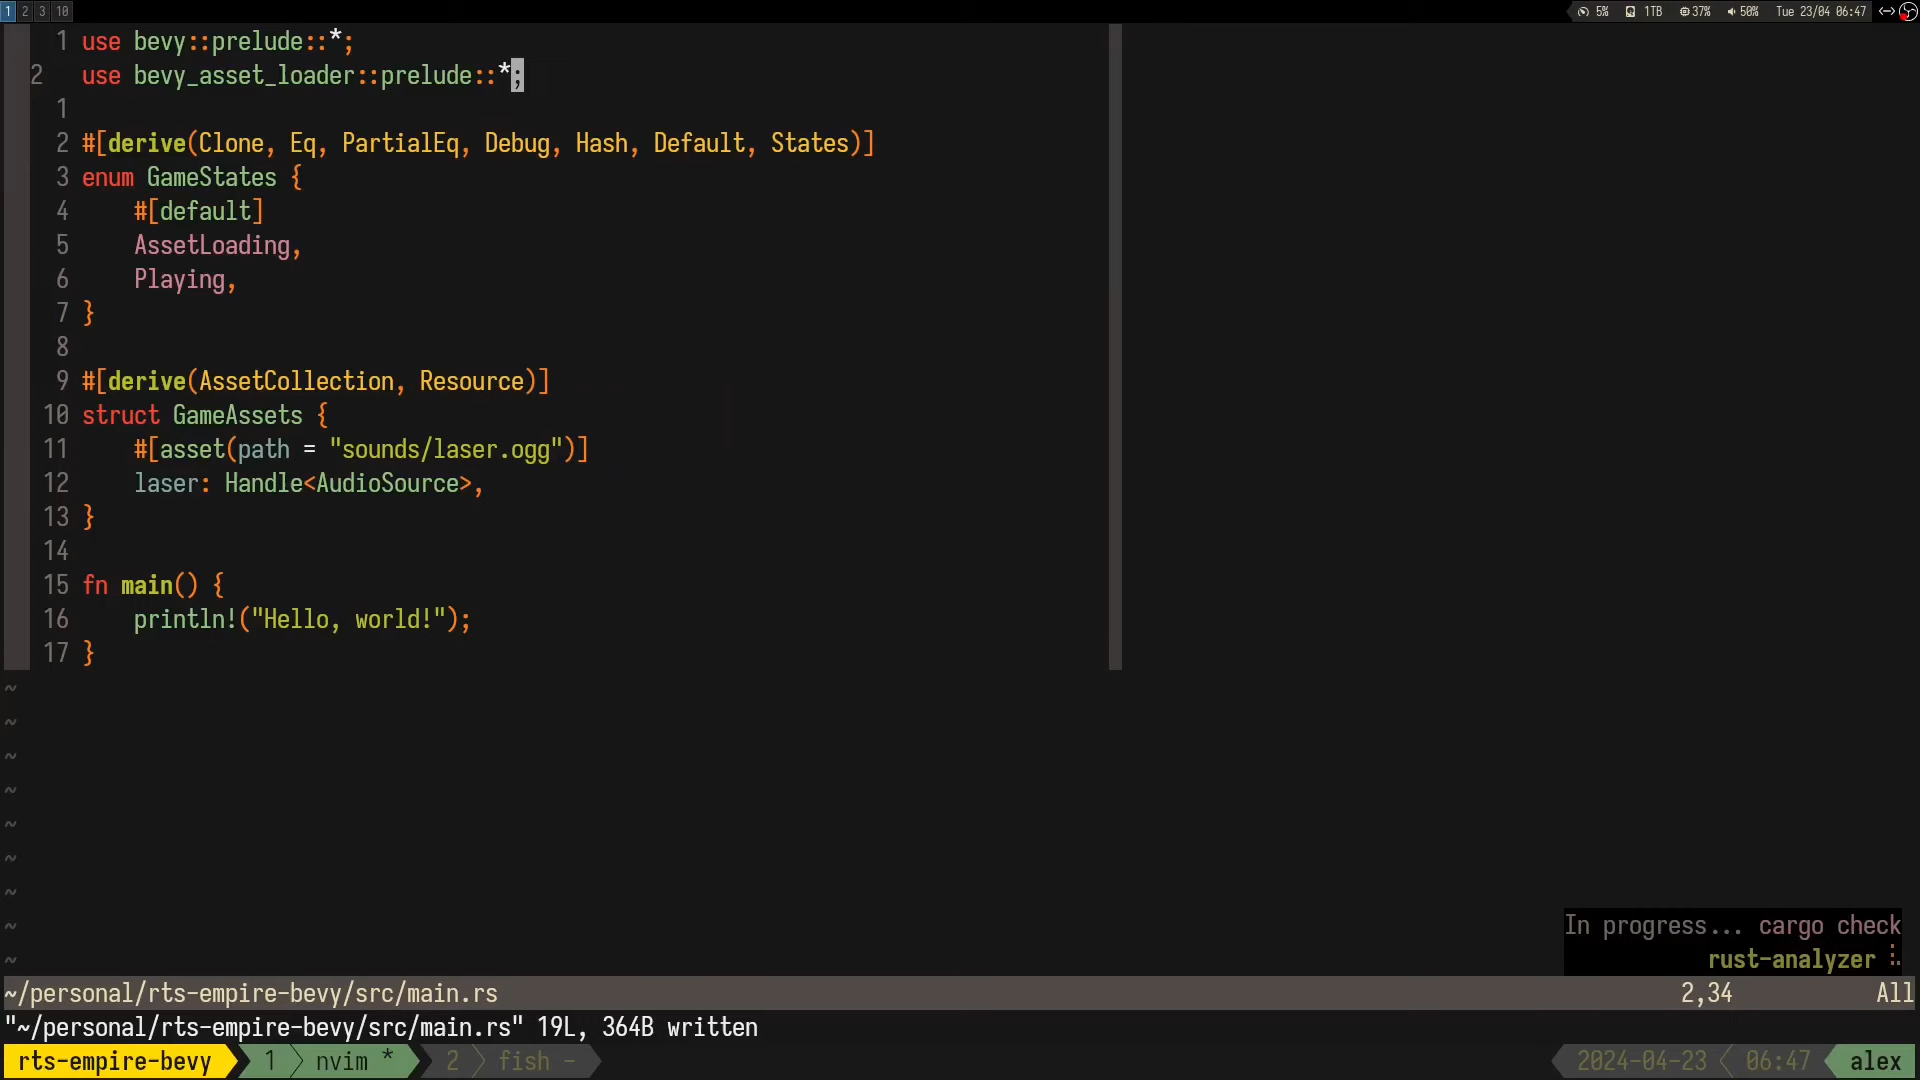 1 2 3 10 5% 1TB 37% 50% Tue 23/04 06:47
1 use bevy::prelude::*;
2 use bevy_asset_loader::prelude::*;
1
2 #[derive(Clone, Eq, PartialEq, Debug, Hash, Default, States)]
3 enum GameStates {
4 #[default]
5 AssetLoading,
6 Playing,
7 }
8
9 #[derive(AssetCollection, Resource)]
10 struct GameAssets {
11 #[asset(path = "sounds/laser.ogg")]
12 laser: Handle<AudioSource>,
13 }
14
15 fn main() {
16 println!("Hello, world!");
17 }
~
~
~
~
~
~
~
~ In progress... cargo check
~ rust-analyzer
~/personal/rts-empire-bevy/src/main.rs 2,34 All
"~/personal/rts-empire-bevy/src/main.rs" 19L, 364B written
rts-empire-bevy 1 nvim * 2 fish - 2024-04-23 06:47 alex